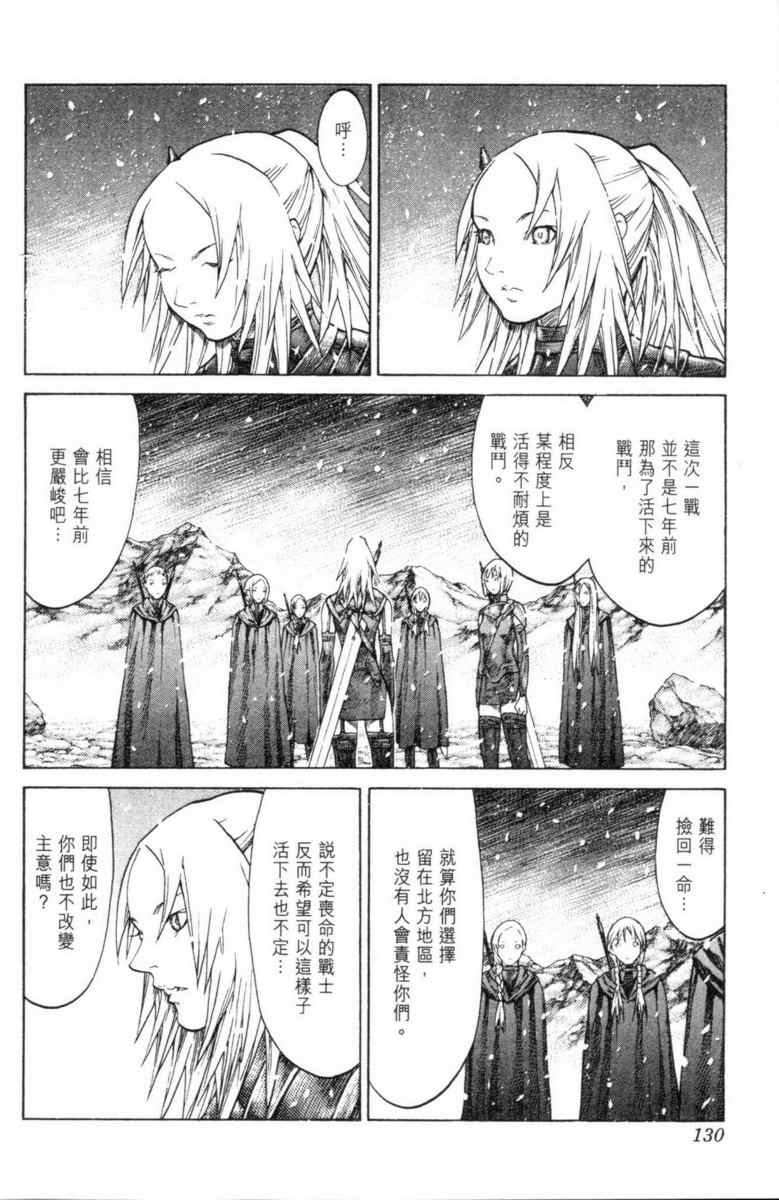 呼…
這次一戰
並不是七年前
那為了活下來的
戰鬥，
相反
某程度上是
活得不耐煩的
戰鬥。
相信
會比七年前
更嚴峻吧…
難得
撿回一命…
就算你們選擇
留在北方地區，
也沒有人會責怪你們。
說不定喪命的戰士
反而希望可以這樣子
活下去也不定…
即使如此，
你們也不改變
主意嗎？
130